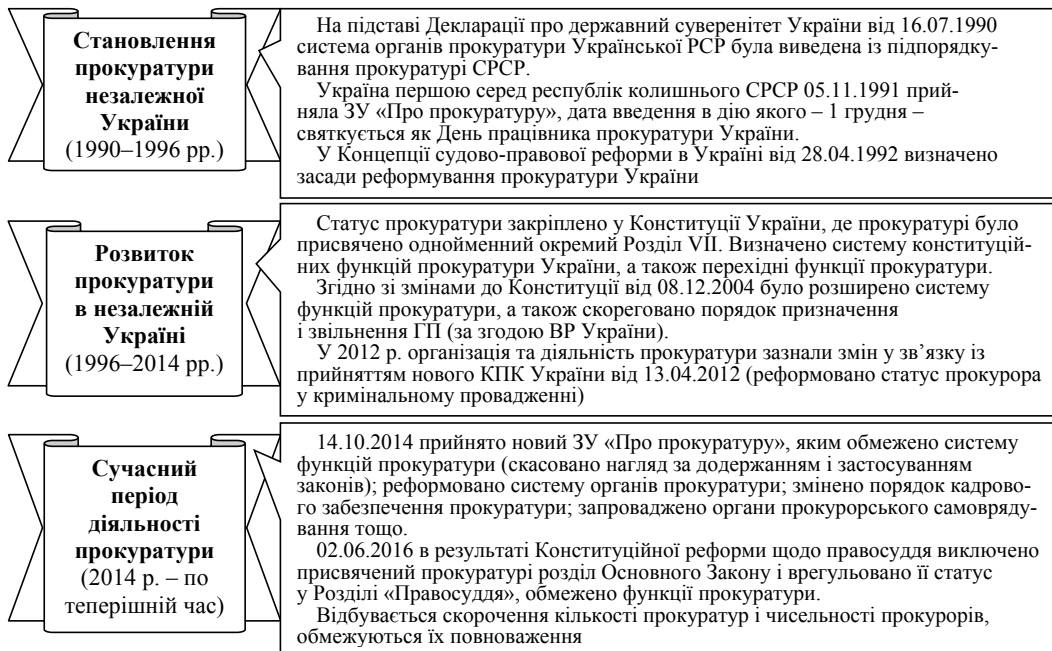 Становлення
прокуратури
незалежної
України
(1990–1996 рр.)
На підставі Декларації про державний суверенітет України від 16.07.1990
система органів прокуратури Української РСР була виведена із підпорядку-
вання прокуратурі СРСР.
Україна першою серед республік колишнього СРСР 05.11.1991 прий-
няла ЗУ «Про прокуратуру», дата введення в дію якого – 1 грудня –
святкується як День працівника прокуратури України.
У Концепції судово-правової реформи в Україні від 28.04.1992 визначено
засади реформування прокуратури України
Розвиток
прокуратури
в незалежній
Україні
(1996–2014 рр.)
Статус прокуратури закріплено у Конституції України, де прокуратурі було
присвячено однойменний окремий Розділ VII. Визначено систему конституцій-
них функцій прокуратури України, а також перехідні функції прокуратури.
Згідно зі змінами до Конституції від 08.12.2004 було розширено систему
функцій прокуратури, а також скореговано порядок призначення
і звільнення ГП (за згодою ВР України).
У 2012 р. організація та діяльність прокуратури зазнали змін у зв’язку із
прийняттям нового КПК України від 13.04.2012 (реформовано статус прокурора
у кримінальному провадженні)
Сучасний
період
діяльності
прокуратури
(2014 р. – по
теперішній час)
14.10.2014 прийнято новий ЗУ «Про прокуратуру», яким обмежено систему
функцій прокуратури (скасовано нагляд за додержанням і застосуванням
законів); реформовано систему органів прокуратури; змінено порядок кадрово-
го забезпечення прокуратури; запроваджено органи прокурорського самовряду-
вання тощо.
02.06.2016 в результаті Конституційної реформи щодо правосуддя виключено
присвячений прокуратурі розділ Основного Закону і врегульовано її статус
у Розділі «Правосуддя», обмежено функції прокуратури.
Відбувається скорочення кількості прокуратур і чисельності прокурорів,
обмежуються їх повноваження